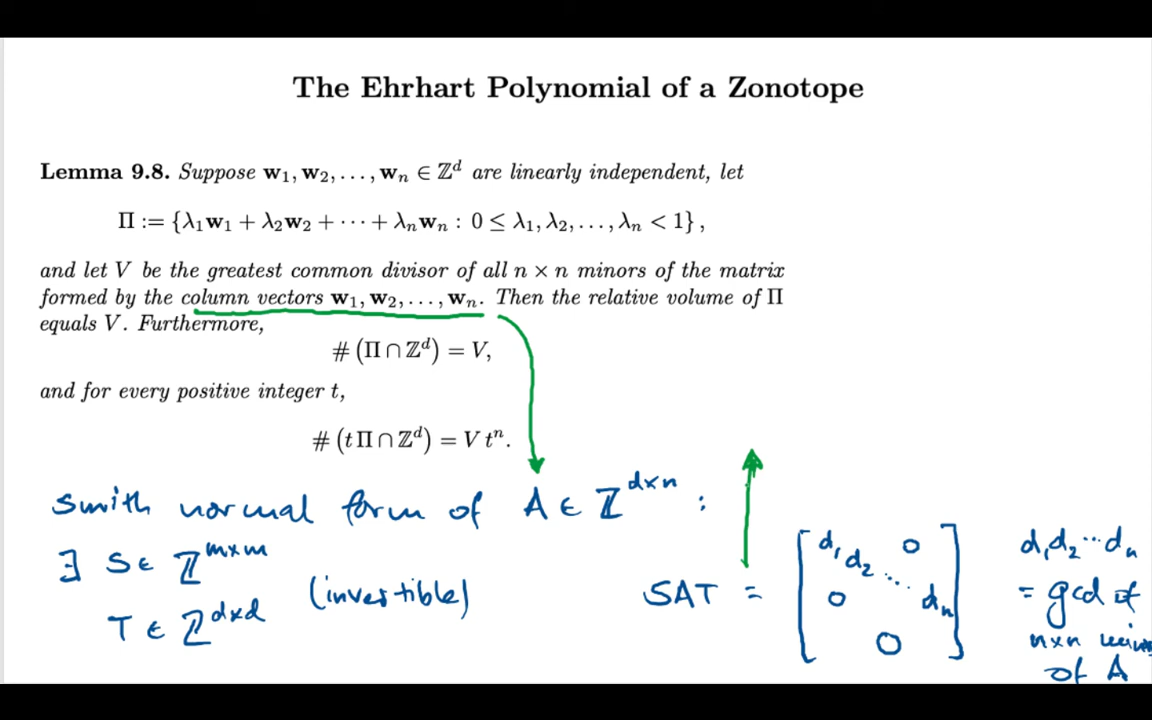 The Ehrhart Polynomial of a Zonotope
Lemma 9.8. Suppose w₁, w₂, . . . , wₙ ∈ ℤᵈ are linearly independent, let
Π := {λ₁w₁ + λ₂w₂ + ⋯ + λₙwₙ : 0 ≤ λ₁, λ₂, . . . , λₙ < 1} ,
and let V be the greatest common divisor of all n × n minors of the matrix
formed by the column vectors w₁, w₂, . . . , wₙ. Then the relative volume of Π
equals V. Furthermore,
# (Π ∩ ℤᵈ) = V,
and for every positive integer t,
# (t Π ∩ ℤᵈ) = V tⁿ.
Smith normal form of A ∈ ℤ^{d×n} :
∃ S ∈ ℤ^{m×m}
T ∈ ℤ^{d×d}
(invertible)
SAT = [d₁ d₂ ⋯ dₙ 0 0 0]
d₁d₂⋯dₙ
= gcd of
n×n minors
of A